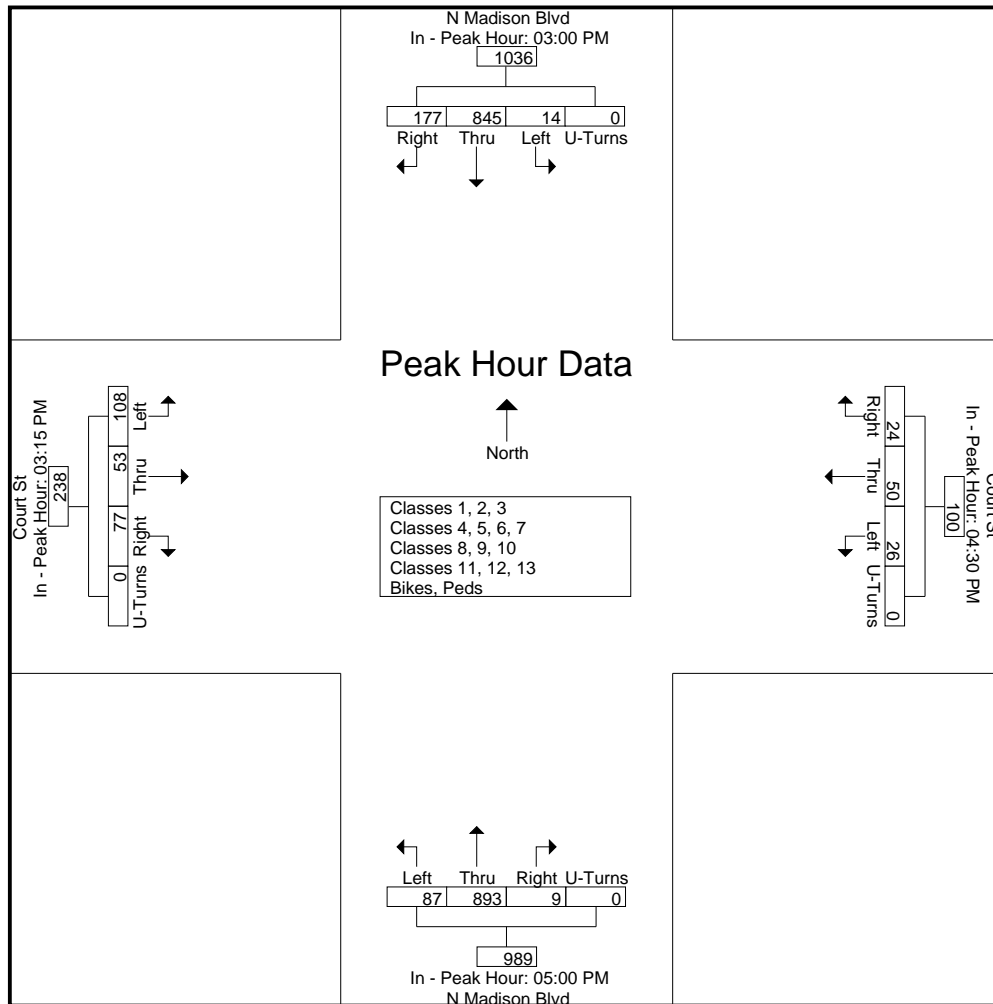 N Madison Blvd
In - Peak Hour: 03:00 PM
1036
177 845 14 0
Right Thru Left U-Turns
Peak Hour Data
North
Classes 1, 2, 3
Classes 4, 5, 6, 7
Classes 8, 9, 10
Classes 11, 12, 13
Bikes, Peds
Court St
In - Peak Hour: 03:15 PM
238
108 53 77 0
Left Thru Right U-Turns
Court St
In - Peak Hour: 04:30 PM
100
24 50 26 0
Right Thru Left U-Turns
Left Thru Right U-Turns
87 893 9 0
989
In - Peak Hour: 05:00 PM
N Madison Blvd